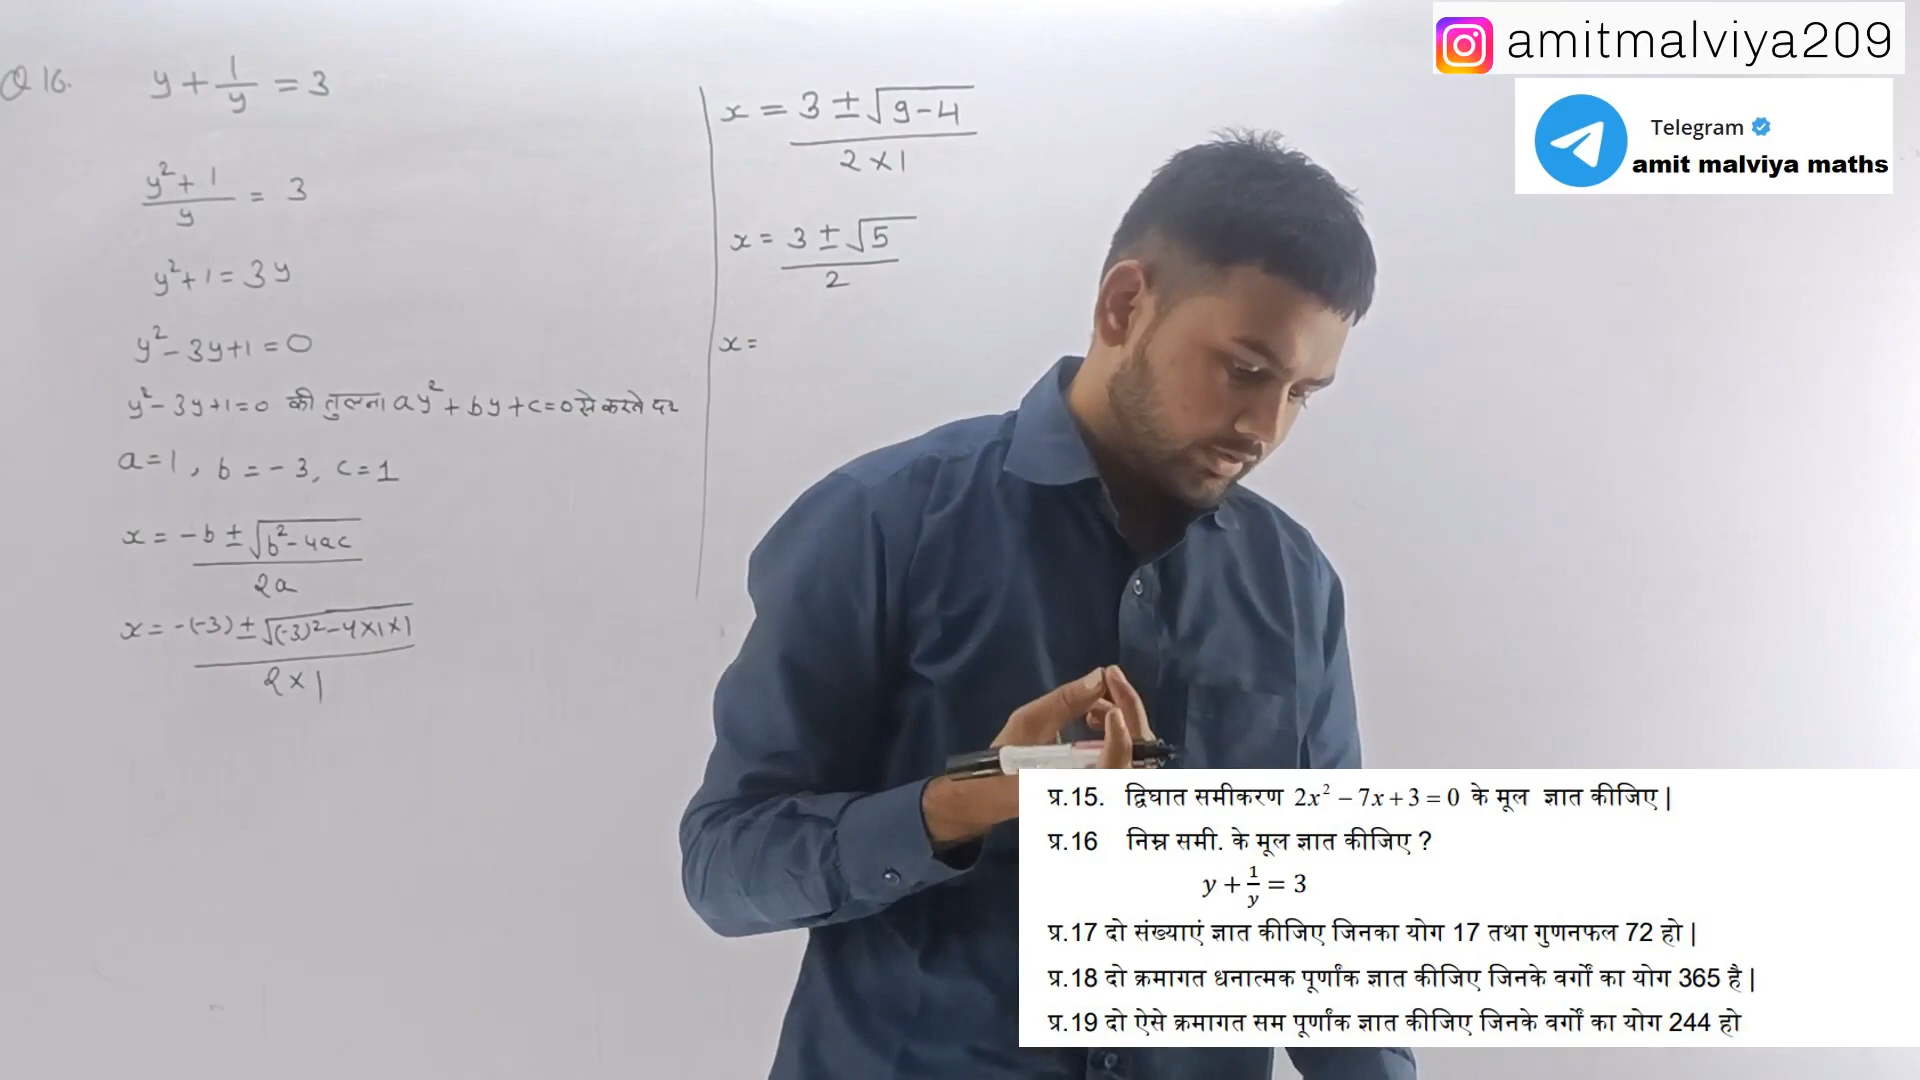 Q 16. y + 1/y = 3
y²+1/y = 3
y²+1 = 3y
y²-3y+1 = 0
y²-3y+1=0 की तुलना ay²+by+c=0 से करने पर
a=1, b=-3, c=1
x = -b ± √b²-4ac / 2a
x = -(-3) ± √(-3)²-4×1×1 / 2×1
x = 3 ± √9-4 / 2×1
x = 3 ± √5 / 2
x =
amitmalviya209
Telegram
amit malviya maths
प्र.15. द्विघात समीकरण 2x² – 7x + 3 = 0 के मूल ज्ञात कीजिए |
प्र.16 निम्न समी. के मूल ज्ञात कीजिए ?
y + 1/y = 3
प्र.17 दो संख्याएं ज्ञात कीजिए जिनका योग 17 तथा गुणनफल 72 हो |
प्र.18 दो क्रमागत धनात्मक पूर्णांक ज्ञात कीजिए जिनके वर्गों का योग 365 है |
प्र.19 दो ऐसे क्रमागत सम पूर्णांक ज्ञात कीजिए जिनके वर्गों का योग 244 हो